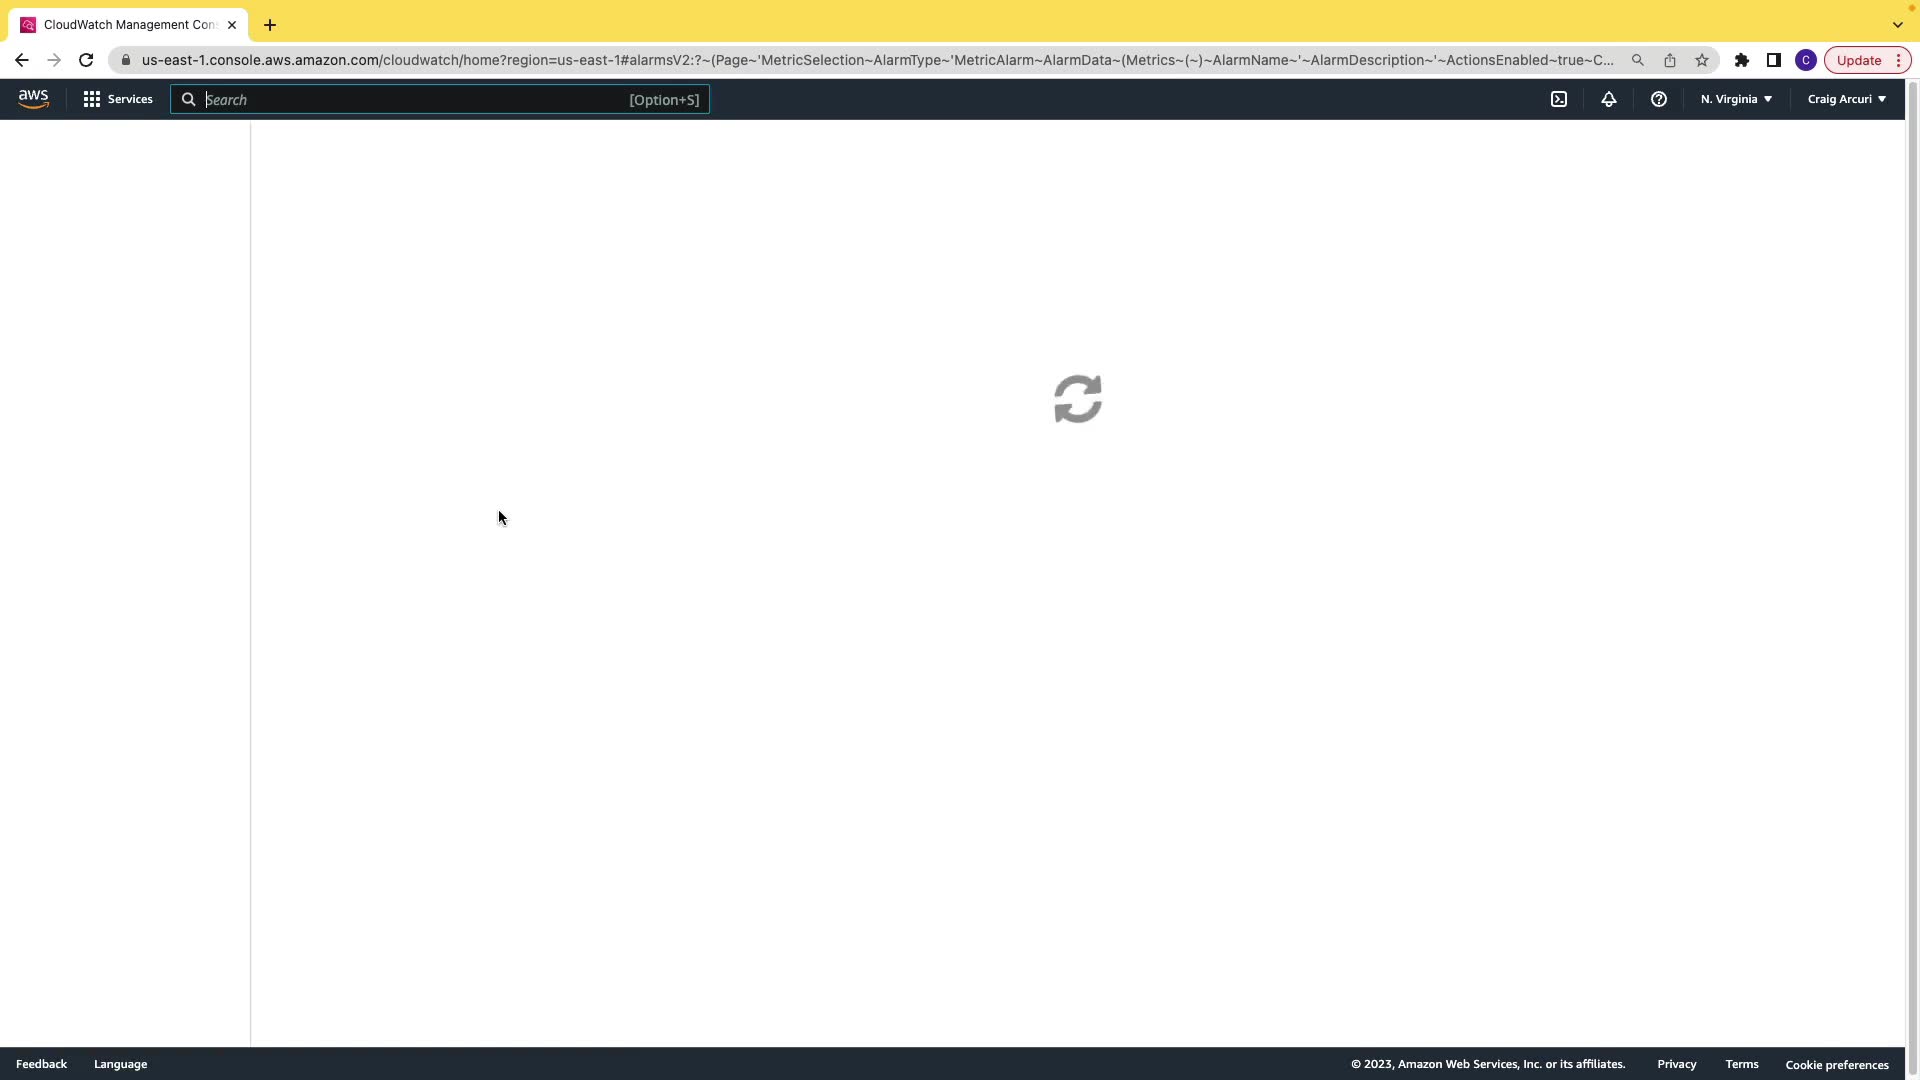 CloudWatch Management Con
us-east-1.console.aws.amazon.com/cloudwatch/home?region=us-east-1#alarmsV2:?~(Page~'MetricSelection~AlarmType~'MetricAlarm~AlarmData~(Metrics~(~)~AlarmName~'~AlarmDescription~'~ActionsEnabled~true~C...
C
Update
aws
Services
Search
[Option+S]
N. Virginia
Craig Arcuri
Feedback
Language
© 2023, Amazon Web Services, Inc. or its affiliates.
Privacy
Terms
Cookie preferences